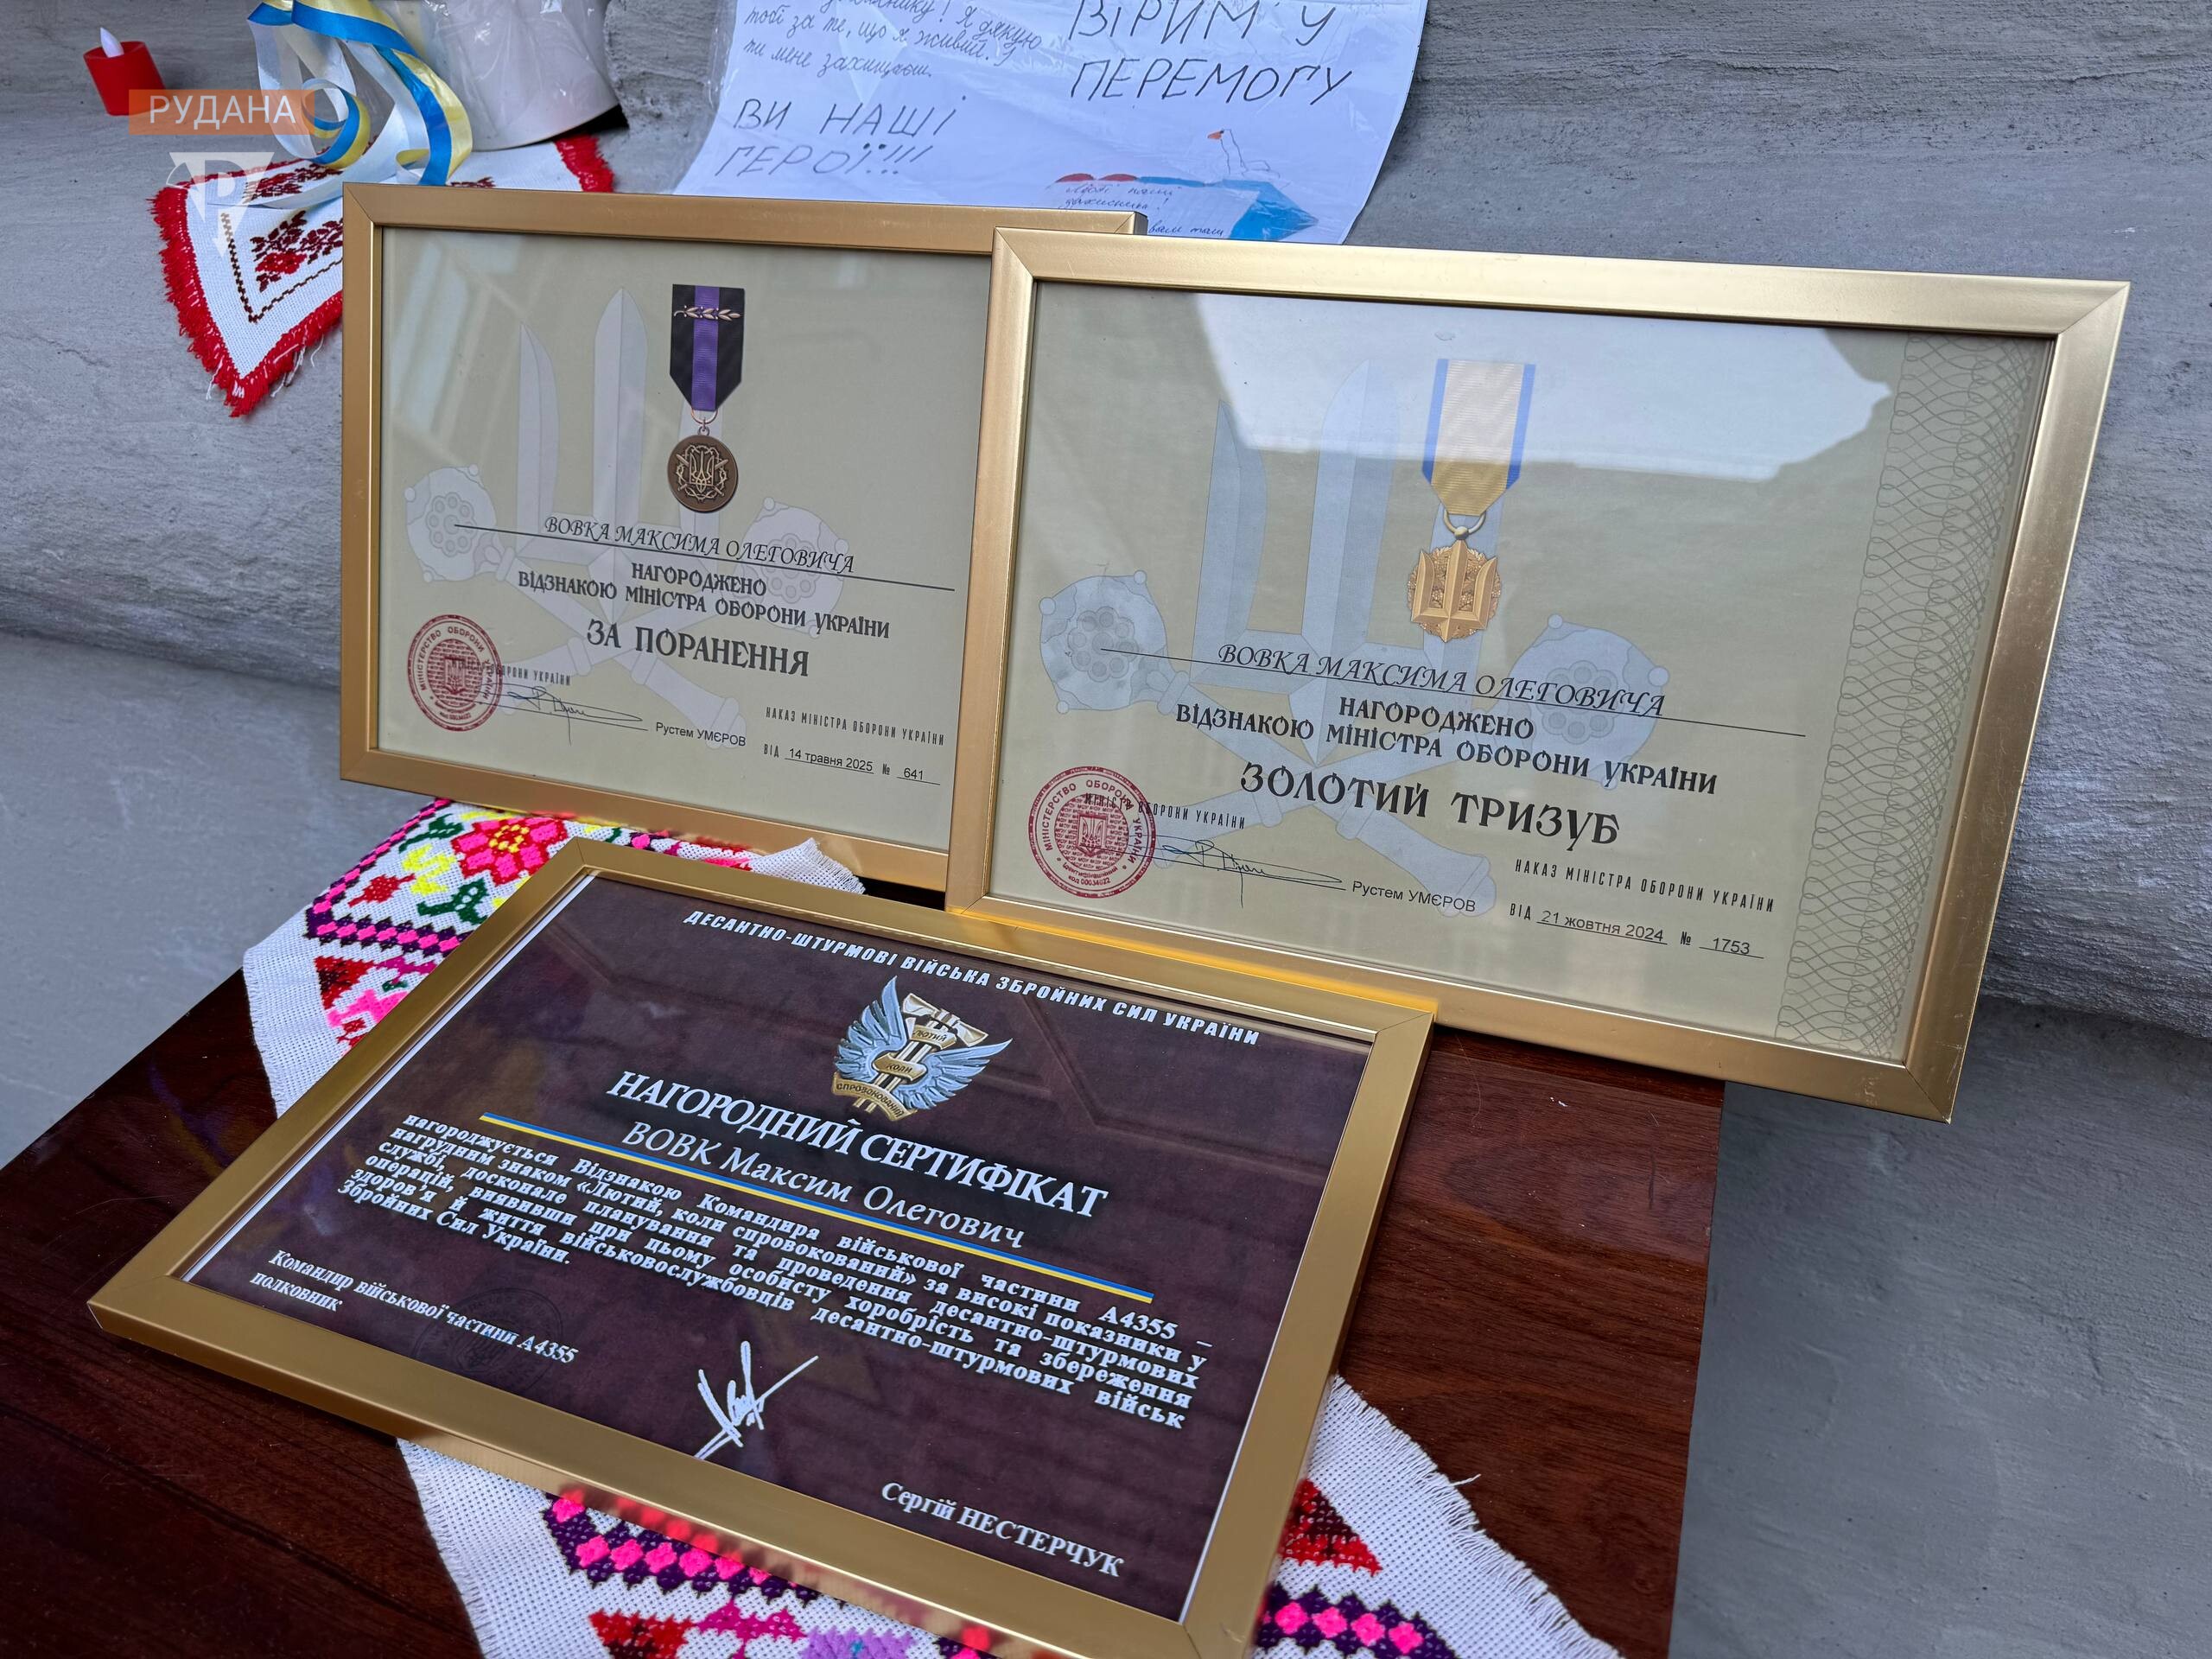 РУДАНА
тобі за те, що я живий. І
ти мене захищаєш.
ВИ НАШІ
ГЕРОЇ!!!
ВІРИМ У
ПЕРЕМОГУ
ВОВКА МАКСИМА ОЛЕГОВИЧА
НАГОРОДЖЕНО
ВІДЗНАКОЮ МІНІСТРА ОБОРОНИ УКРАЇНИ
ЗА ПОРАНЕННЯ
МІНІСТЕРСТВО ОБОРОНИ УКРАЇНИ
ОБОРОНИ УКРАЇНИ
Рустем УМЄРОВ
НАКАЗ МІНІСТРА ОБОРОНИ УКРАЇНИ
ВІД 14 травня 2025 № 641
ВОВКА МАКСИМА ОЛЕГОВИЧА
НАГОРОДЖЕНО
ВІДЗНАКОЮ МІНІСТРА ОБОРОНИ УКРАЇНИ
ЗОЛОТИЙ ТРИЗУБ
МІНІСТЕРСТВО ОБОРОНИ УКРАЇНИ
МІНІСТР ОБОРОНИ УКРАЇНИ
Рустем УМЄРОВ
НАКАЗ МІНІСТРА ОБОРОНИ УКРАЇНИ
ВІД 21 жовтня 2024 № 1753
ДЕСАНТНО-ШТУРМОВІ ВІЙСЬКА ЗБРОЙНИХ СИЛ УКРАЇНИ
ЛЮТИЙ
КОЛИ
СПРОВОКОВАНИЙ
НАГОРОДНИЙ СЕРТИФІКАТ
ВОВК Максим Олегович
нагороджується Відзнакою Командира військової частини А4355 –
нагрудним знаком «Лютий, коли спровокований» за високі показники у
службі, досконале планування та проведення десантно-штурмових
операцій, виявивши при цьому особисту хоробрість та збереження
здоров'я й життя військовослужбовців десантно-штурмових військ
Збройних Сил України.
Командир військової частини А4355
полковник
Сергій НЕСТЕРЧУК